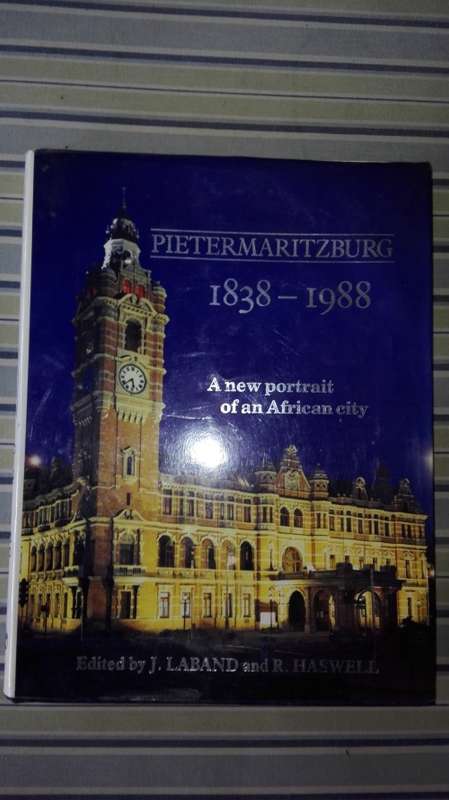 PIETERMARITZBURG
1838 – 1988
A new portrait
of an African city
Edited by J. LABAND and R. HASWELL